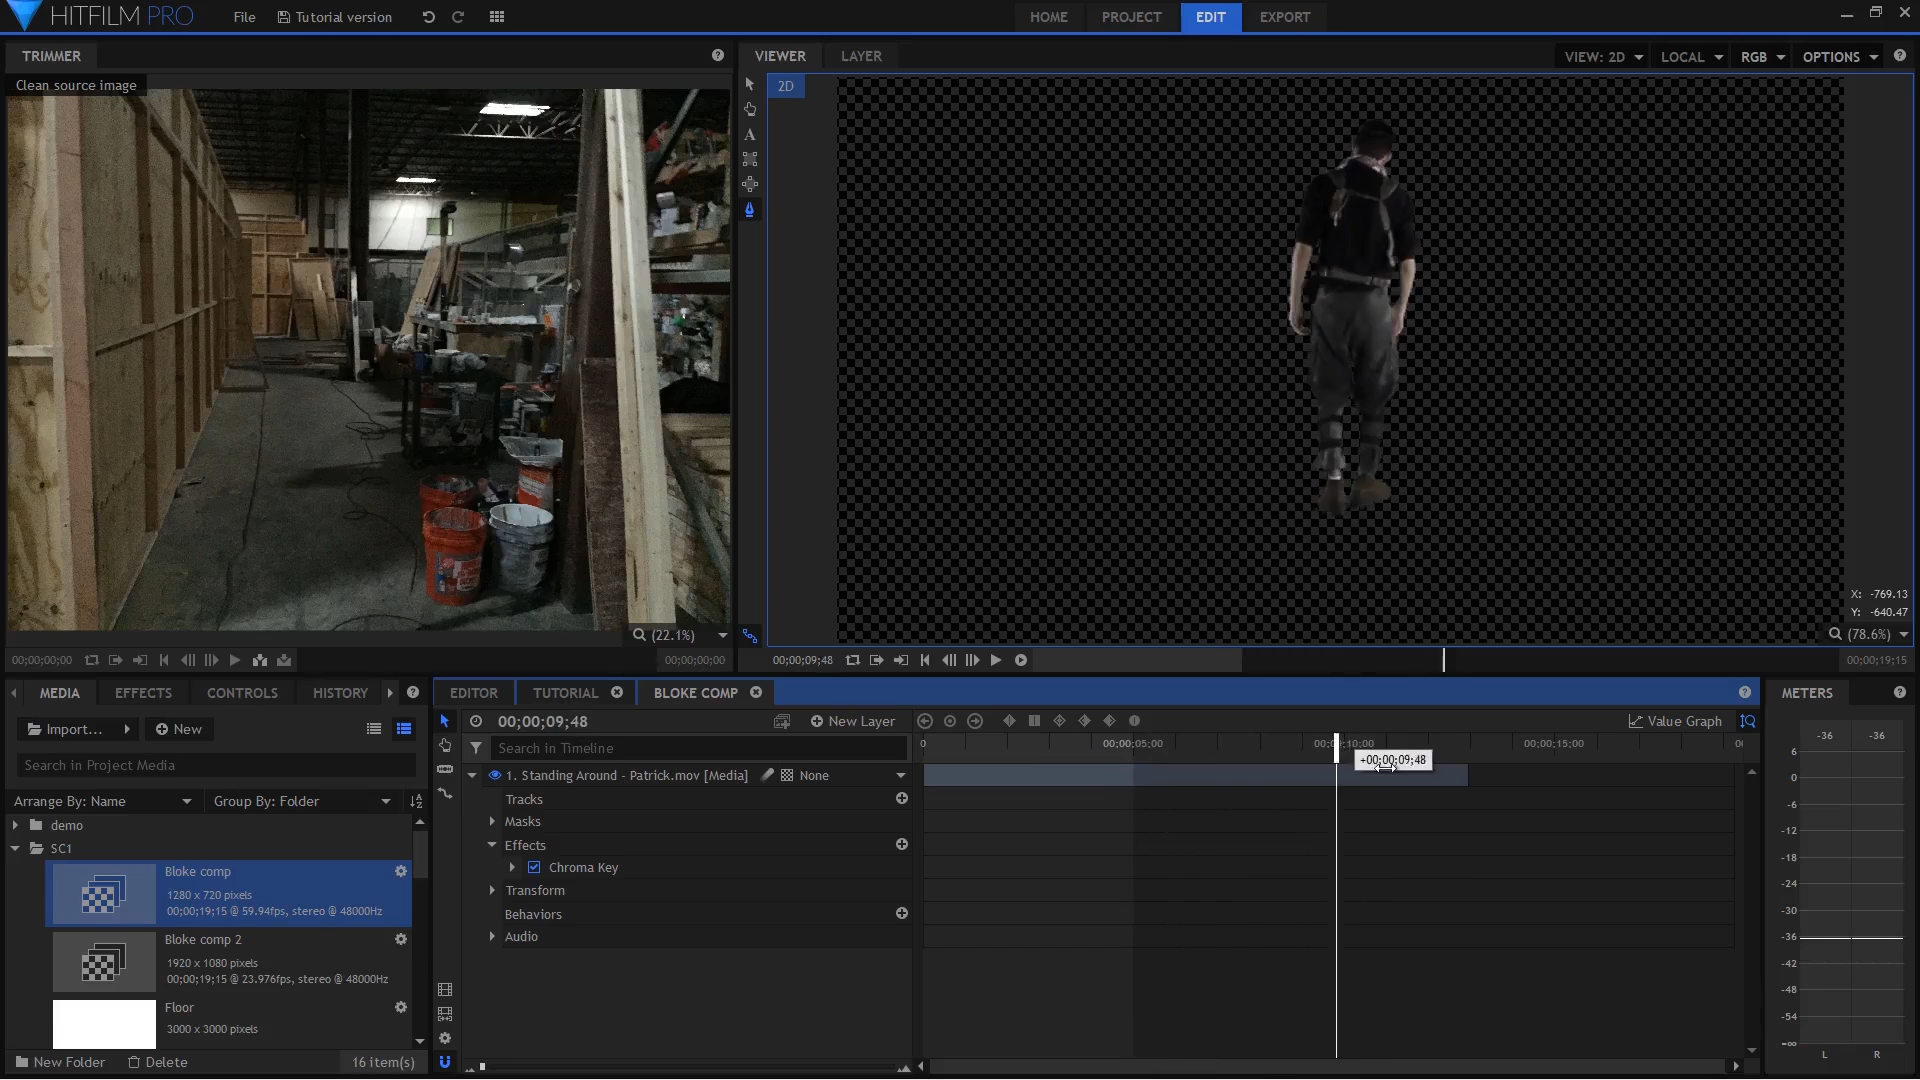 HITFILM PRO
File
Tutorial version
HOME
PROJECT
EDIT
EXPORT
TRIMMER
Clean source image
(22.1%)
00;00;00;00
00;00;00;00
VIEWER
LAYER
VIEW: 2D
LOCAL
RGB
OPTIONS
2D
X: -769.13
Y: -640.47
(78.6%)
00;00;09;48
00;00;19;15
MEDIA
EFFECTS
CONTROLS
HISTORY
Import...
New
Search in Project Media
Arrange By: Name
Group By: Folder
demo
SC1
Bloke comp
1280 x 720 pixels
00;00;19;15 @ 59.94fps, stereo @ 48000Hz
Bloke comp 2
1920 x 1080 pixels
00;00;19;15 @ 23.976fps, stereo @ 48000Hz
Floor
3000 x 3000 pixels
New Folder
Delete
16 item(s)
EDITOR
TUTORIAL
BLOKE COMP
00;00;09;48
New Layer
Value Graph
Search in Timeline
0
00;00;05;00
00;00;10;00
00;00;15;00
00
+00;00;09;48
1. Standing Around - Patrick.mov [Media]
None
Tracks
Masks
Effects
Chroma Key
Transform
Behaviors
Audio
METERS
-36
-36
6
0
-6
-12
-18
-24
-30
-36
-42
-48
-54
-∞
L
R